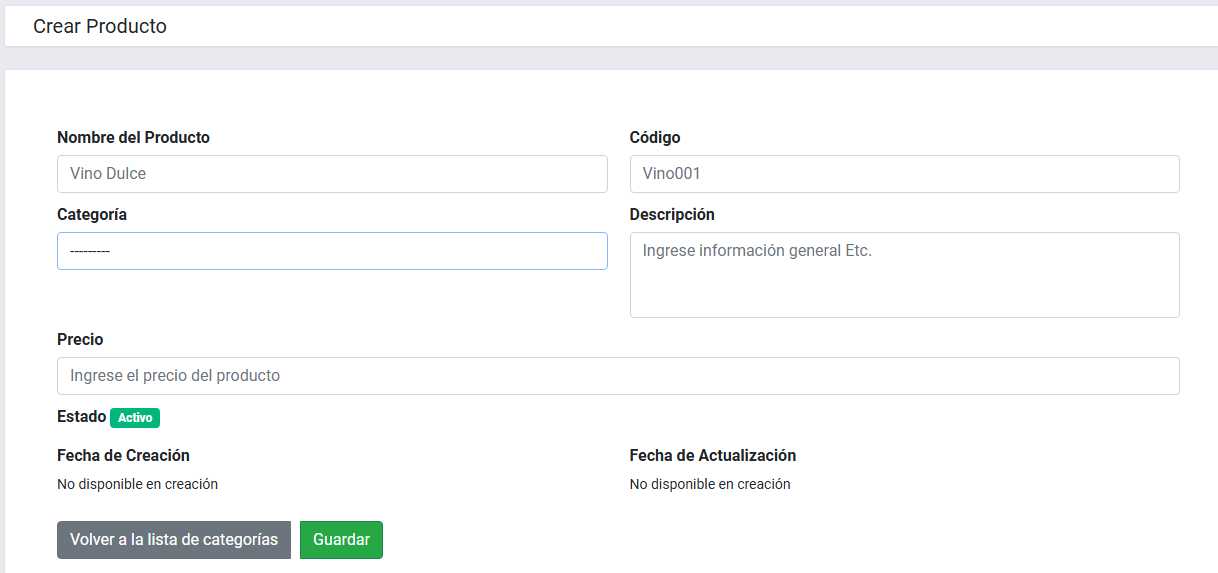 Crear Producto
Nombre del Producto
Código
Vino Dulce
Vino001
Categoría
Descripción
---------
Ingrese información general Etc.
Precio
Ingrese el precio del producto
Estado Activo
Fecha de Creación
Fecha de Actualización
No disponible en creación
No disponible en creación
Volver a la lista de categorías
Guardar